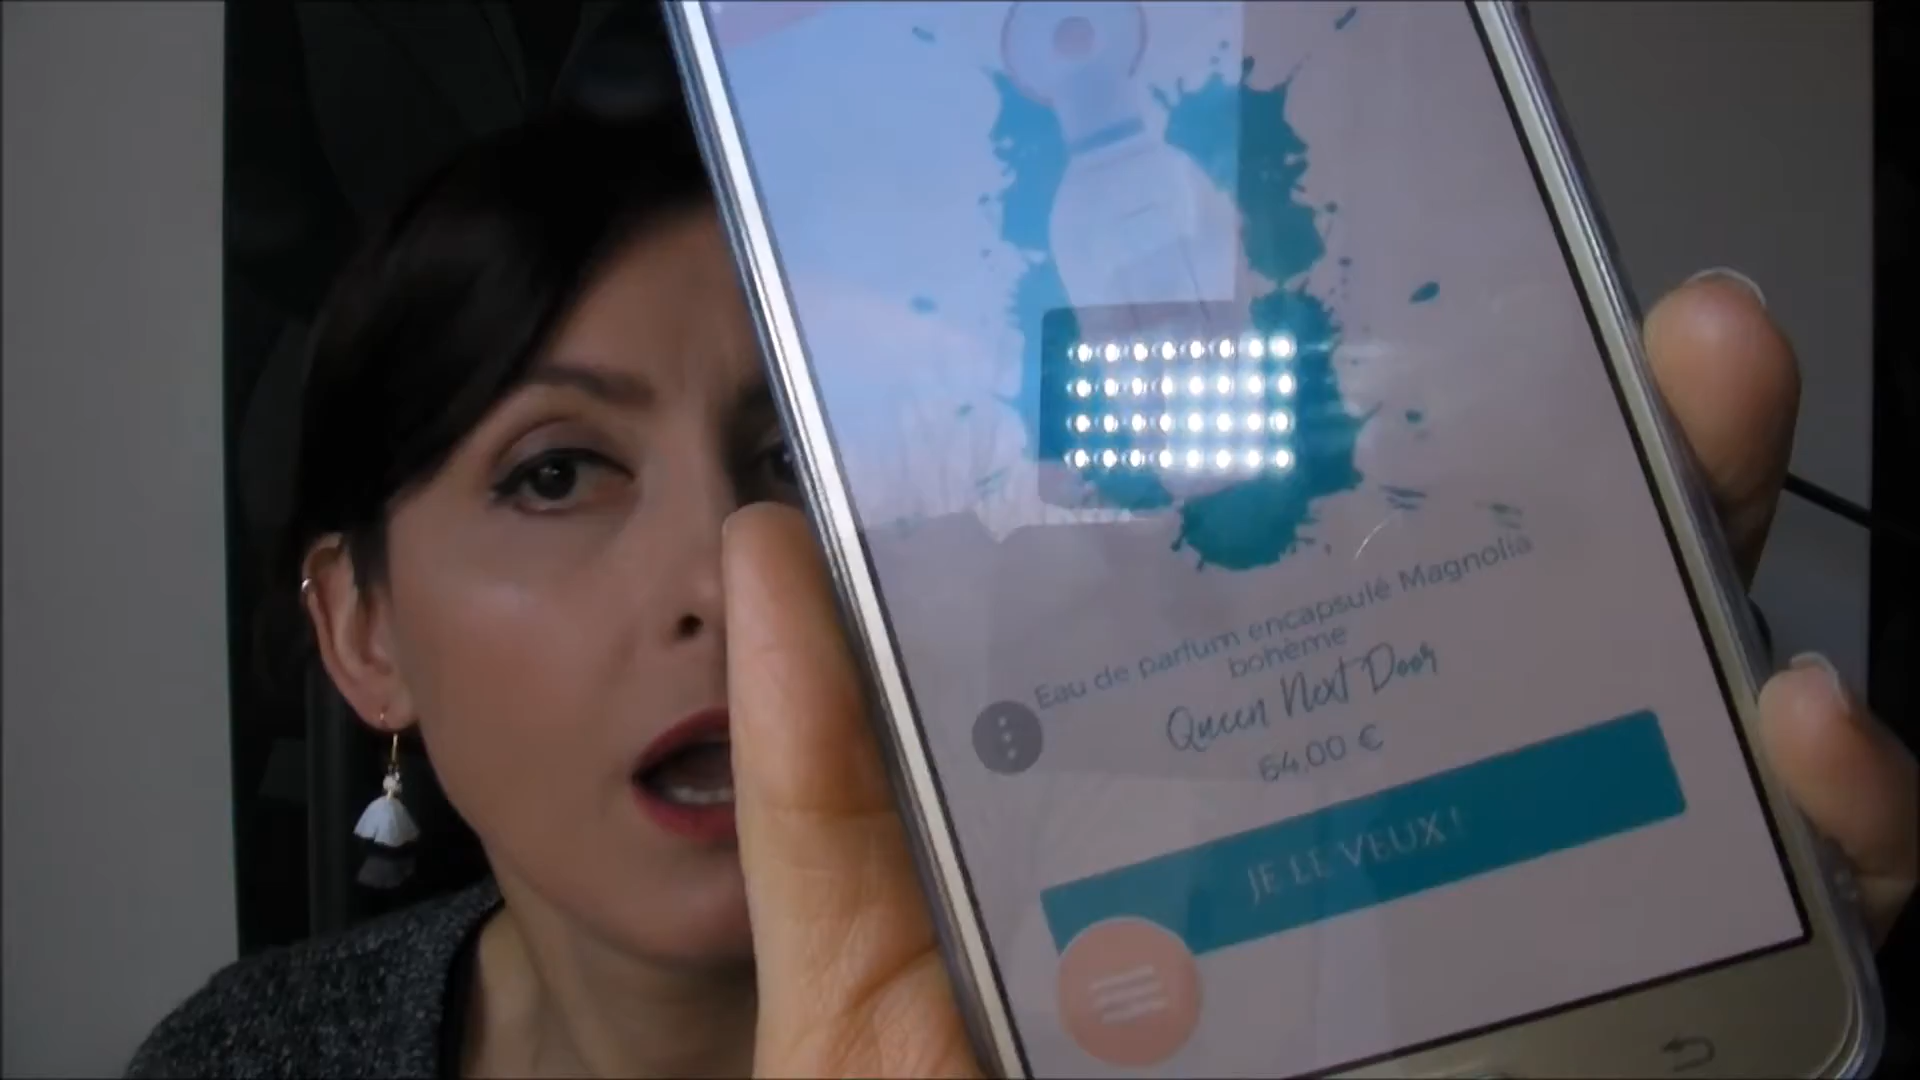 Eau de parfum encapsulé Magnolia
bohème
Queen Next Door
64,00 €
JE LE VEUX !